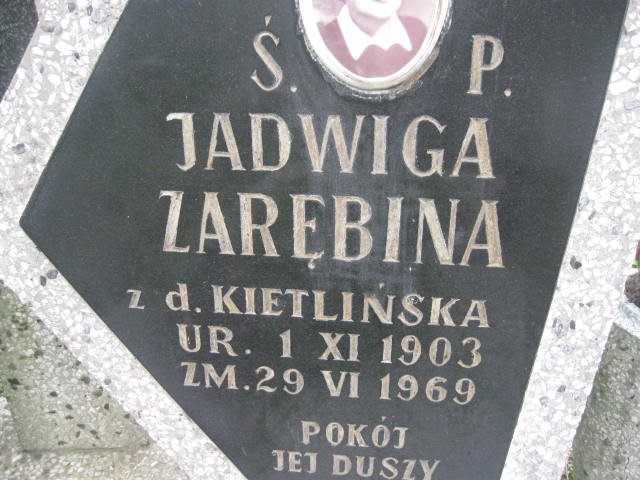 Ś. P.
JADWIGA
ZARĘBINA
z d. KIETLIŃSKA
UR. 1 XI 1903
ZM. 29 VI 1969
POKÓJ
JEJ DUSZY